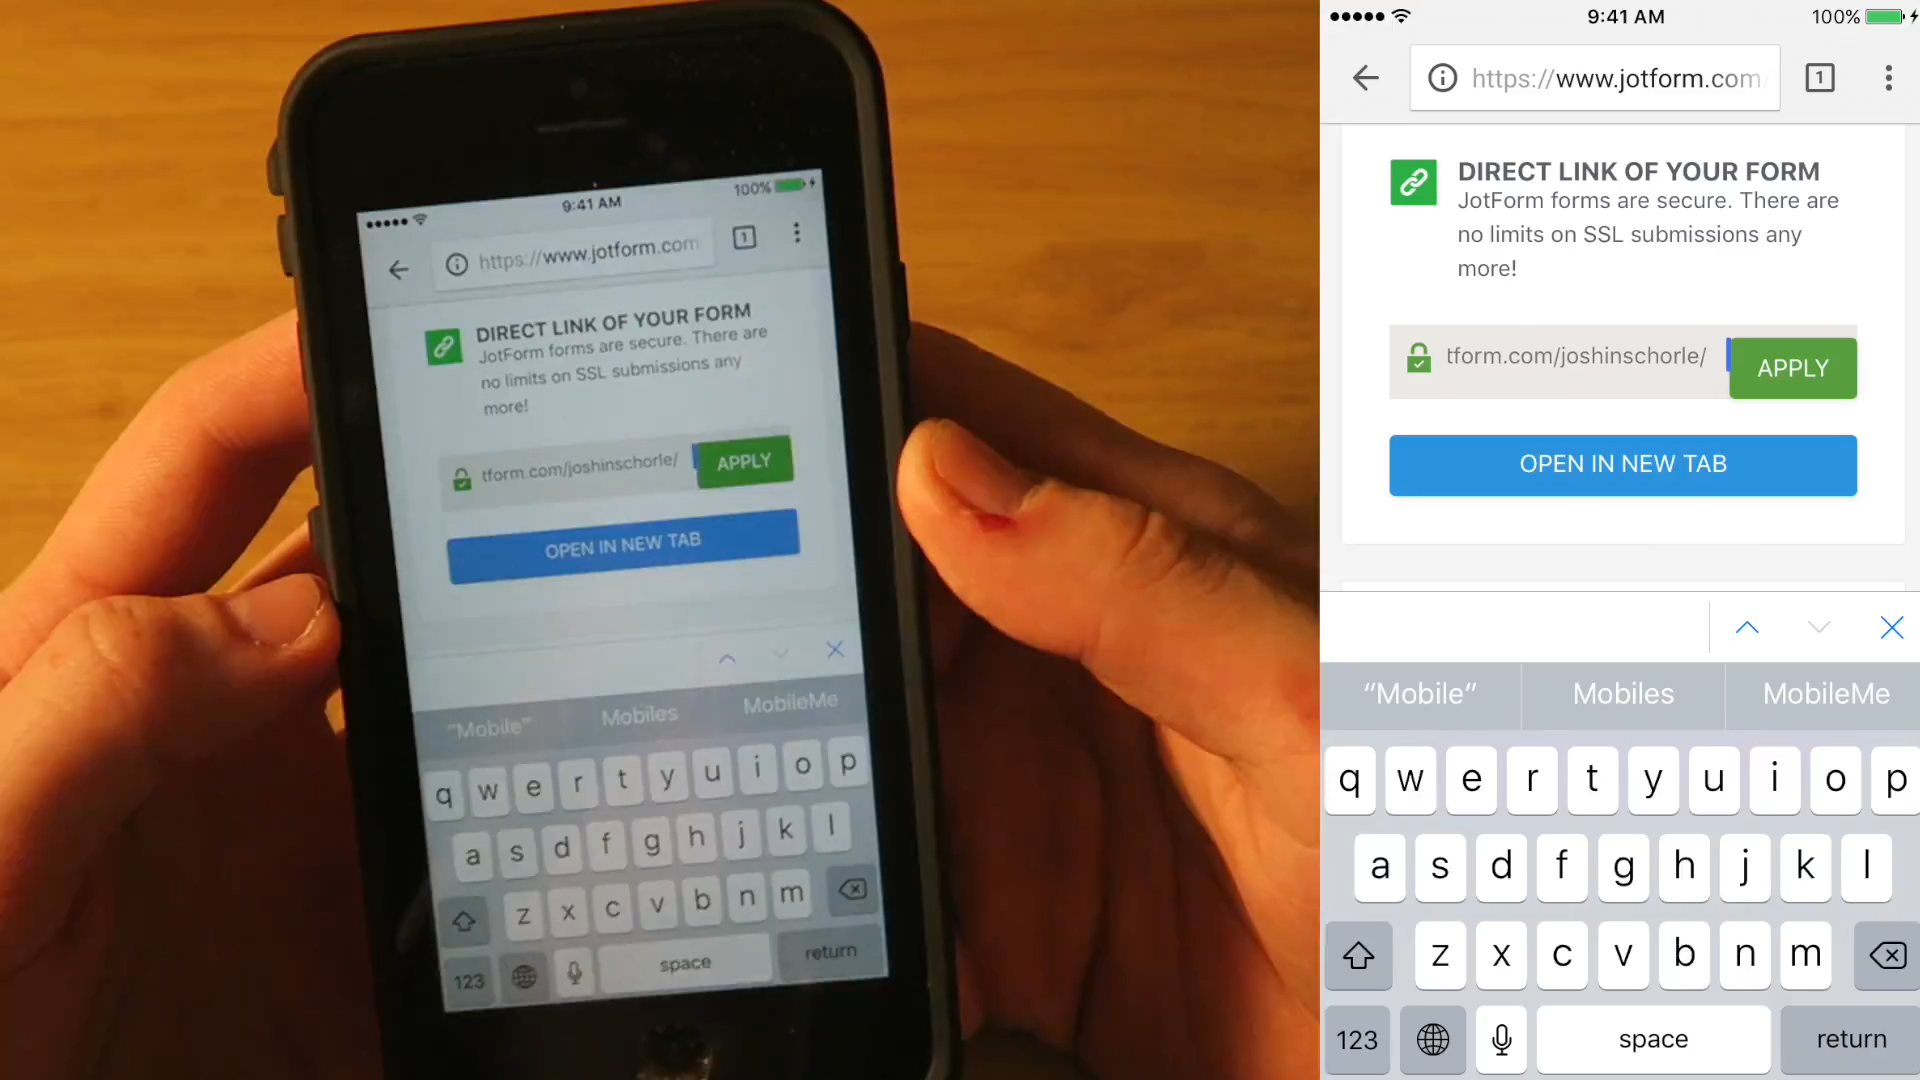 100%
9:41 AM
https://www.jotform.com
1
DIRECT LINK OF YOUR FORM
JotForm forms are secure. There are
no limits on SSL submissions any
more!
tform.com/joshinschorle/
APPLY
OPEN IN NEW TAB
"Mobile" Mobiles MobileMe
q w e r t y u i o p
a s d f g h j k l
z x c v b n m
123 space return
9:41 AM 100%
https://www.jotform.com/
1
DIRECT LINK OF YOUR FORM
JotForm forms are secure. There are
no limits on SSL submissions any
more!
tform.com/joshinschorle/
APPLY
OPEN IN NEW TAB
“Mobile” Mobiles MobileMe
q w e r t y u i o p
a s d f g h j k l
z x c v b n m
123 space return